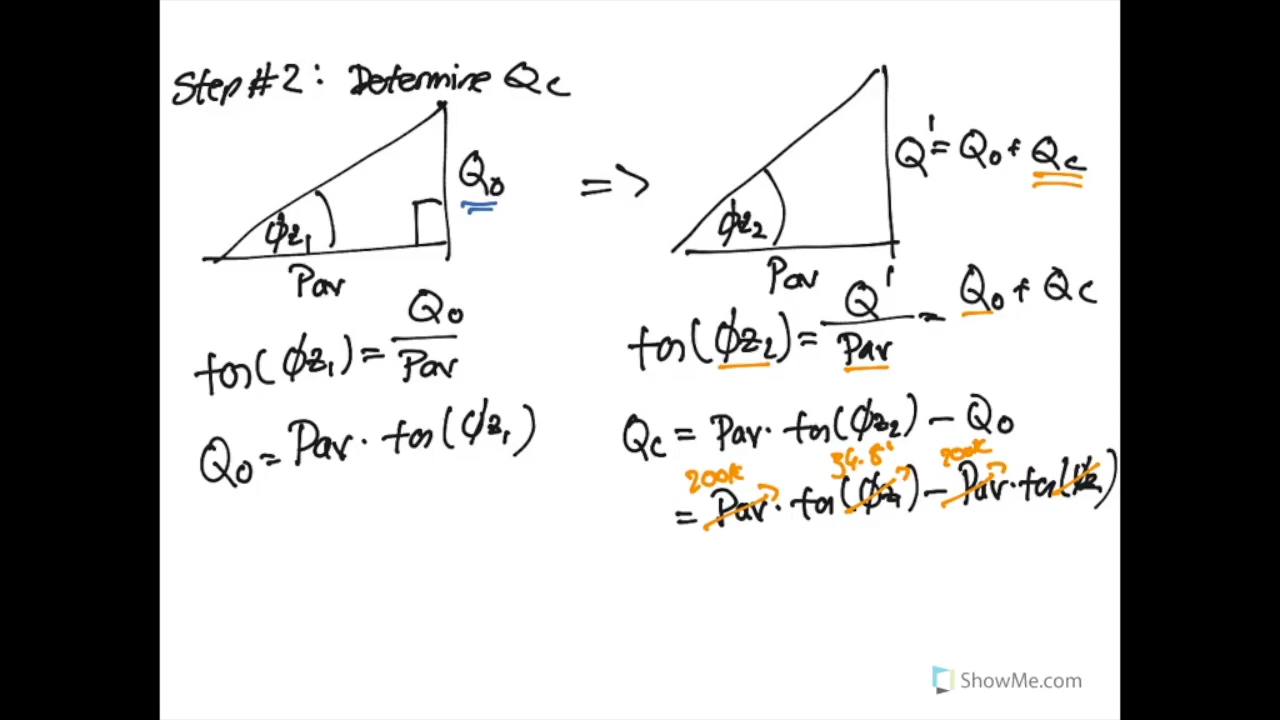 Step #2: Determine Qc
Q0
ϕz1
Pav
=>
Q' = Q0 + Qc
ϕz2
Pav
tan(ϕz1) = Q0 / Pav
Q0 = Pav · tan(ϕz1)
tan(ϕz2) = Q' / Pav = Q0 + Qc
Qc = Pav · tan(ϕz2) - Q0
200k 200k
= Pav · tan( ) - Pav · tan( )
ShowMe.com